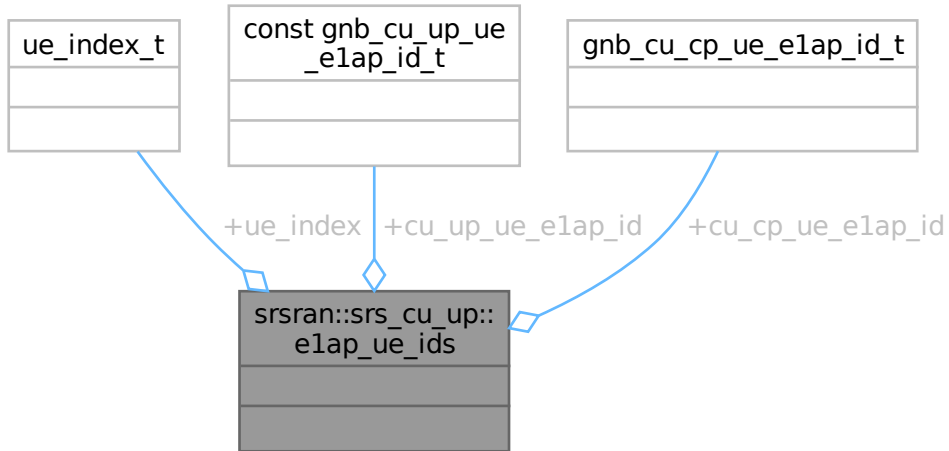 ue_index_t
const gnb_cu_up_ue
_e1ap_id_t
gnb_cu_cp_ue_e1ap_id_t
+ue_index
+cu_up_ue_e1ap_id
+cu_cp_ue_e1ap_id
srsran::srs_cu_up::
e1ap_ue_ids